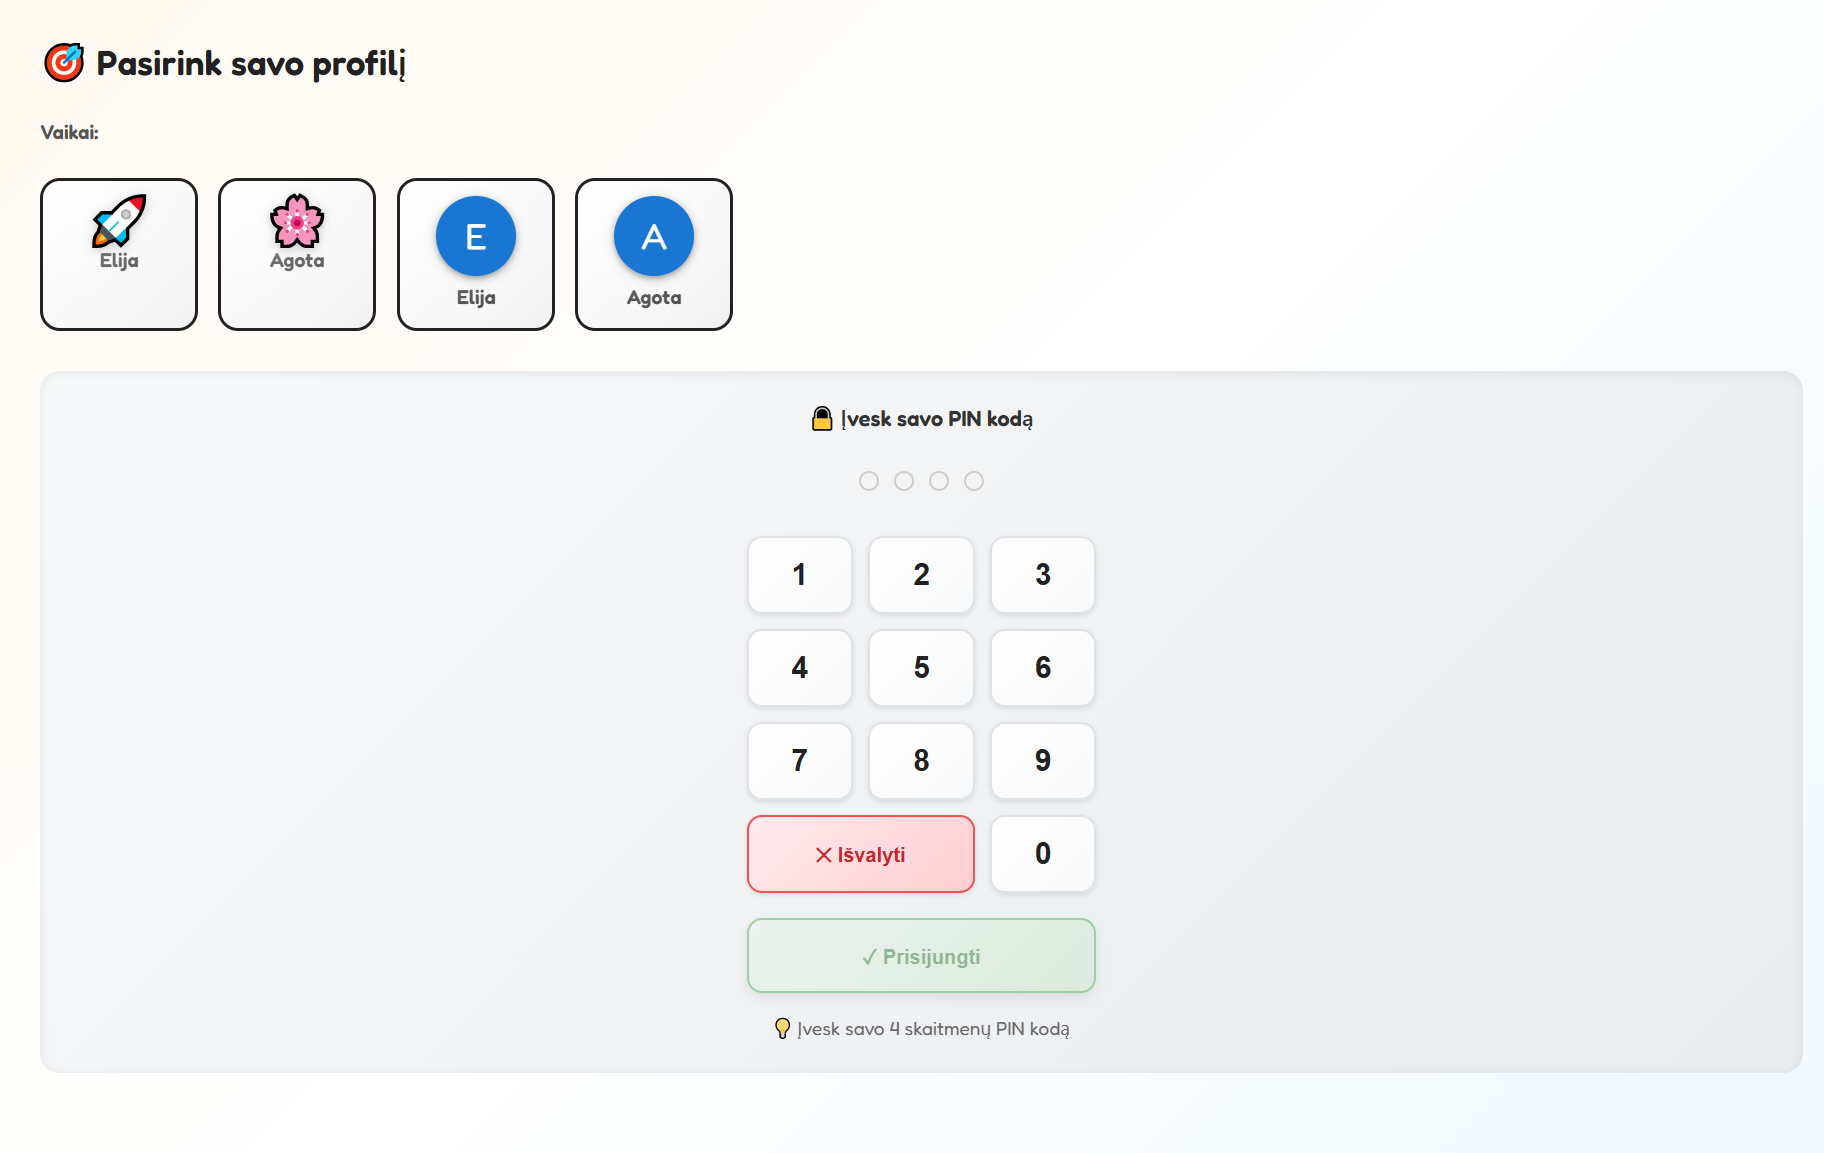 Pasirink savo profilį
Vaikai:
Elija
Agota
E
Elija
A
Agota
Įvesk savo PIN kodą
1 2 3
4 5 6
7 8 9
✕ Išvalyti 0
✓ Prisijungti
Įvesk savo 4 skaitmenų PIN kodą